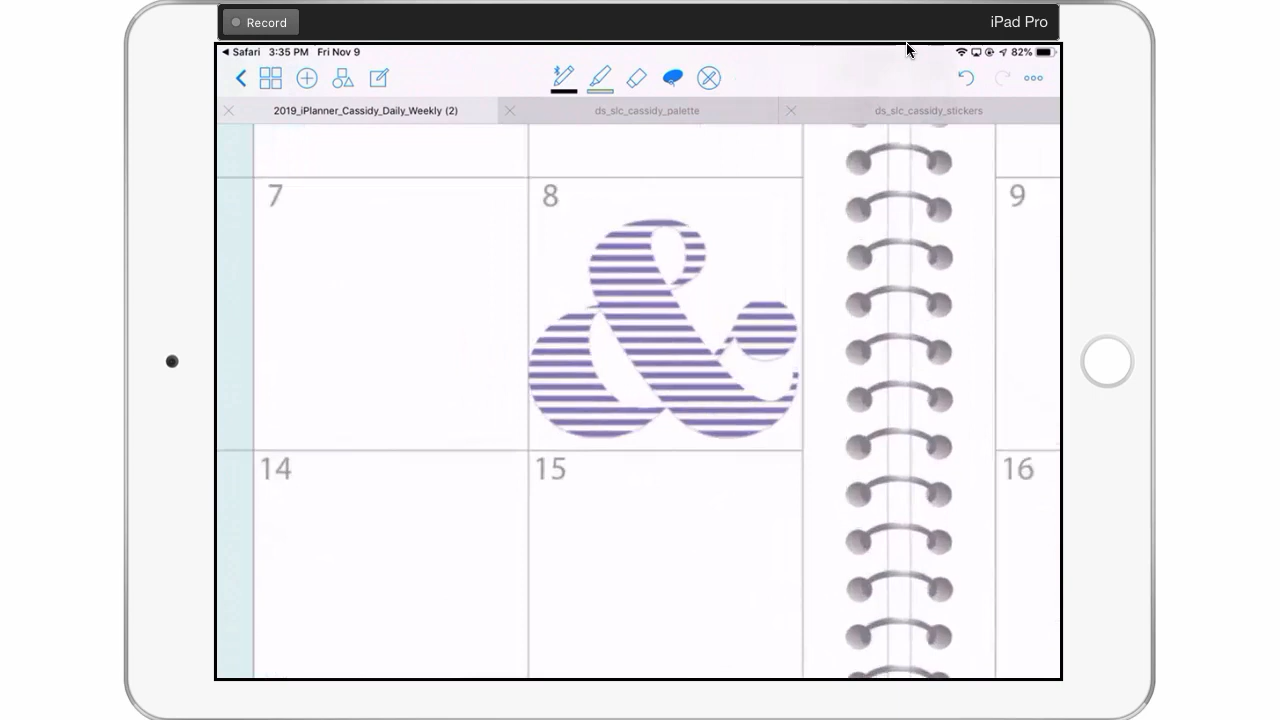 Record
iPad Pro
Safari 3:35 PM Fri Nov 9
82%
2019_iPlanner_Cassidy_Daily_Weekly (2)
ds_slc_cassidy_palette
ds_slc_cassidy_stickers
7
8
9
&
14
15
16